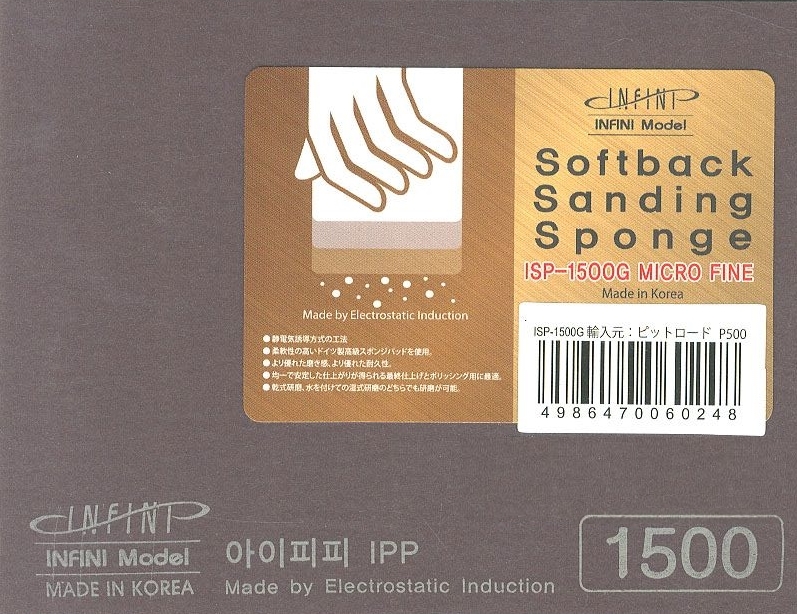 INFINI
INFINI Model
Softback
Sanding
Sponge
ISP-1500G MICRO FINE
Made in Korea
Made by Electrostatic Induction
●静電気誘導方式の工法
●柔軟性の高いドイツ製高級スポンジパッドを使用。
●より優れた磨き感、より優れた耐久性。
●均一で安定した仕上がりが得られる最終仕上げとポリッシング用に最適。
●乾式研磨、水を付けての湿式研磨のどちらでも研磨が可能。
ISP-1500G 輸入元：ピットロード P500
4986470060248
INFINI
INFINI Model
MADE IN KOREA
아이피피 IPP
Made by Electrostatic Induction
1500